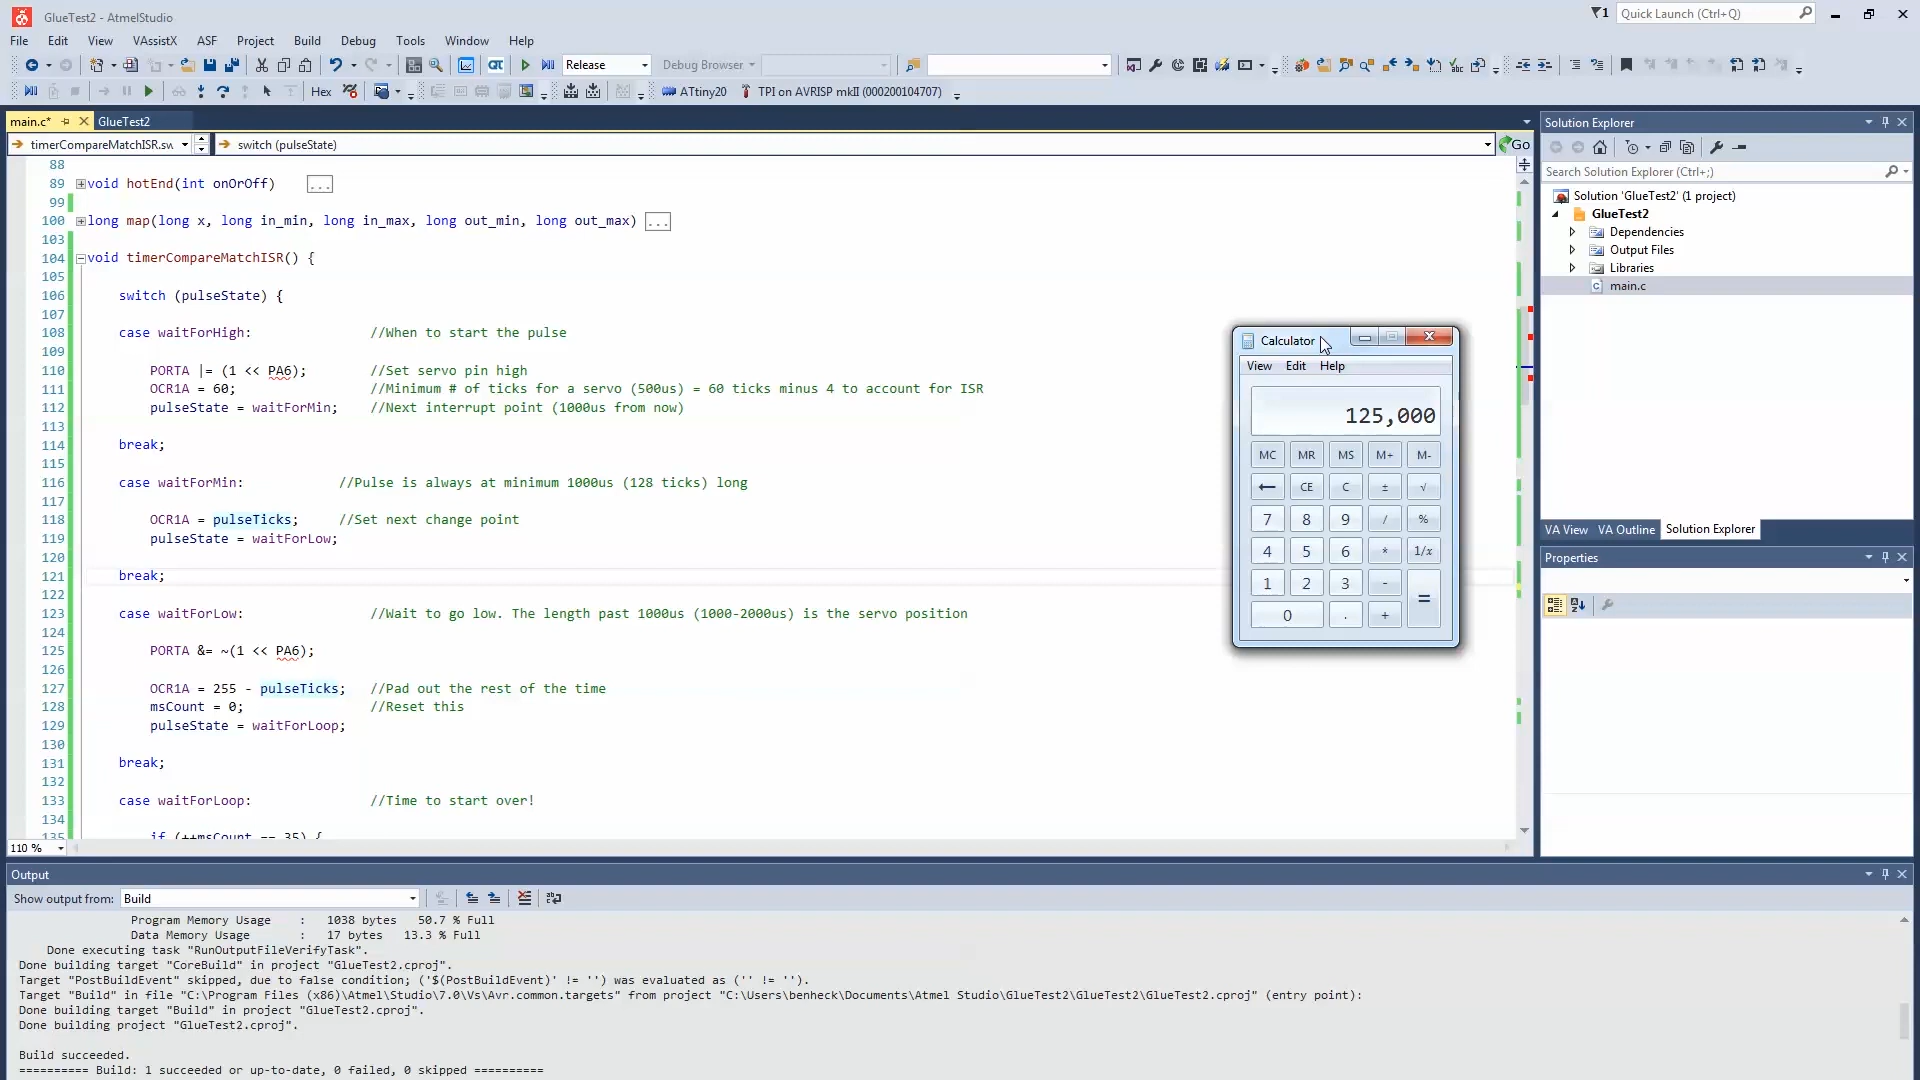 GlueTest2 - AtmelStudio
1 Quick Launch (Ctrl+Q)
File Edit View VAssistX ASF Project Build Debug Tools Window Help
Release Debug Browser
Hex ATtiny20 TPI on AVRISP mkII (000200104707)
main.c* GlueTest2
timerCompareMatchISR.sw switch (pulseState) Go
88
89 void hotEnd(int onOrOff) ...
99
100 long map(long x, long in_min, long in_max, long out_min, long out_max) ...
103
104 void timerCompareMatchISR() {
105
106 switch (pulseState) {
107
108 case waitForHigh: //When to start the pulse
109
110 PORTA |= (1 << PA6); //Set servo pin high
111 OCR1A = 60; //Minimum # of ticks for a servo (500us) = 60 ticks minus 4 to account for ISR
112 pulseState = waitForMin; //Next interrupt point (1000us from now)
113
114 break;
115
116 case waitForMin: //Pulse is always at minimum 1000us (128 ticks) long
117
118 OCR1A = pulseTicks; //Set next change point
119 pulseState = waitForLow;
120
121 break;
122
123 case waitForLow: //Wait to go low. The length past 1000us (1000-2000us) is the servo position
124
125 PORTA &= ~(1 << PA6);
126
127 OCR1A = 255 - pulseTicks; //Pad out the rest of the time
128 msCount = 0; //Reset this
129 pulseState = waitForLoop;
130
131 break;
132
133 case waitForLoop: //Time to start over!
134
135 if (++msCount == 35) {
110 %
Calculator
View Edit Help
125,000
MC MR MS M+ M-
← CE C ± √
7 8 9 / %
4 5 6 * 1/x
1 2 3 - =
0 . +
Solution Explorer
Search Solution Explorer (Ctrl+;)
Solution 'GlueTest2' (1 project)
GlueTest2
Dependencies
Output Files
Libraries
main.c
VA View VA Outline Solution Explorer
Properties
Output
Show output from: Build
Program Memory Usage : 1038 bytes 50.7 % Full
Data Memory Usage : 17 bytes 13.3 % Full
Done executing task "RunOutputFileVerifyTask".
Done building target "CoreBuild" in project "GlueTest2.cproj".
Target "PostBuildEvent" skipped, due to false condition; ('$(PostBuildEvent)' != '') was evaluated as ('' != '').
Target "Build" in file "C:\Program Files (x86)\Atmel\Studio\7.0\Vs\Avr.common.targets" from project "C:\Users\benheck\Documents\Atmel Studio\GlueTest2\GlueTest2\GlueTest2.cproj" (entry point):
Done building target "Build" in project "GlueTest2.cproj".
Done building project "GlueTest2.cproj".
Build succeeded.
========== Build: 1 succeeded or up-to-date, 0 failed, 0 skipped ==========